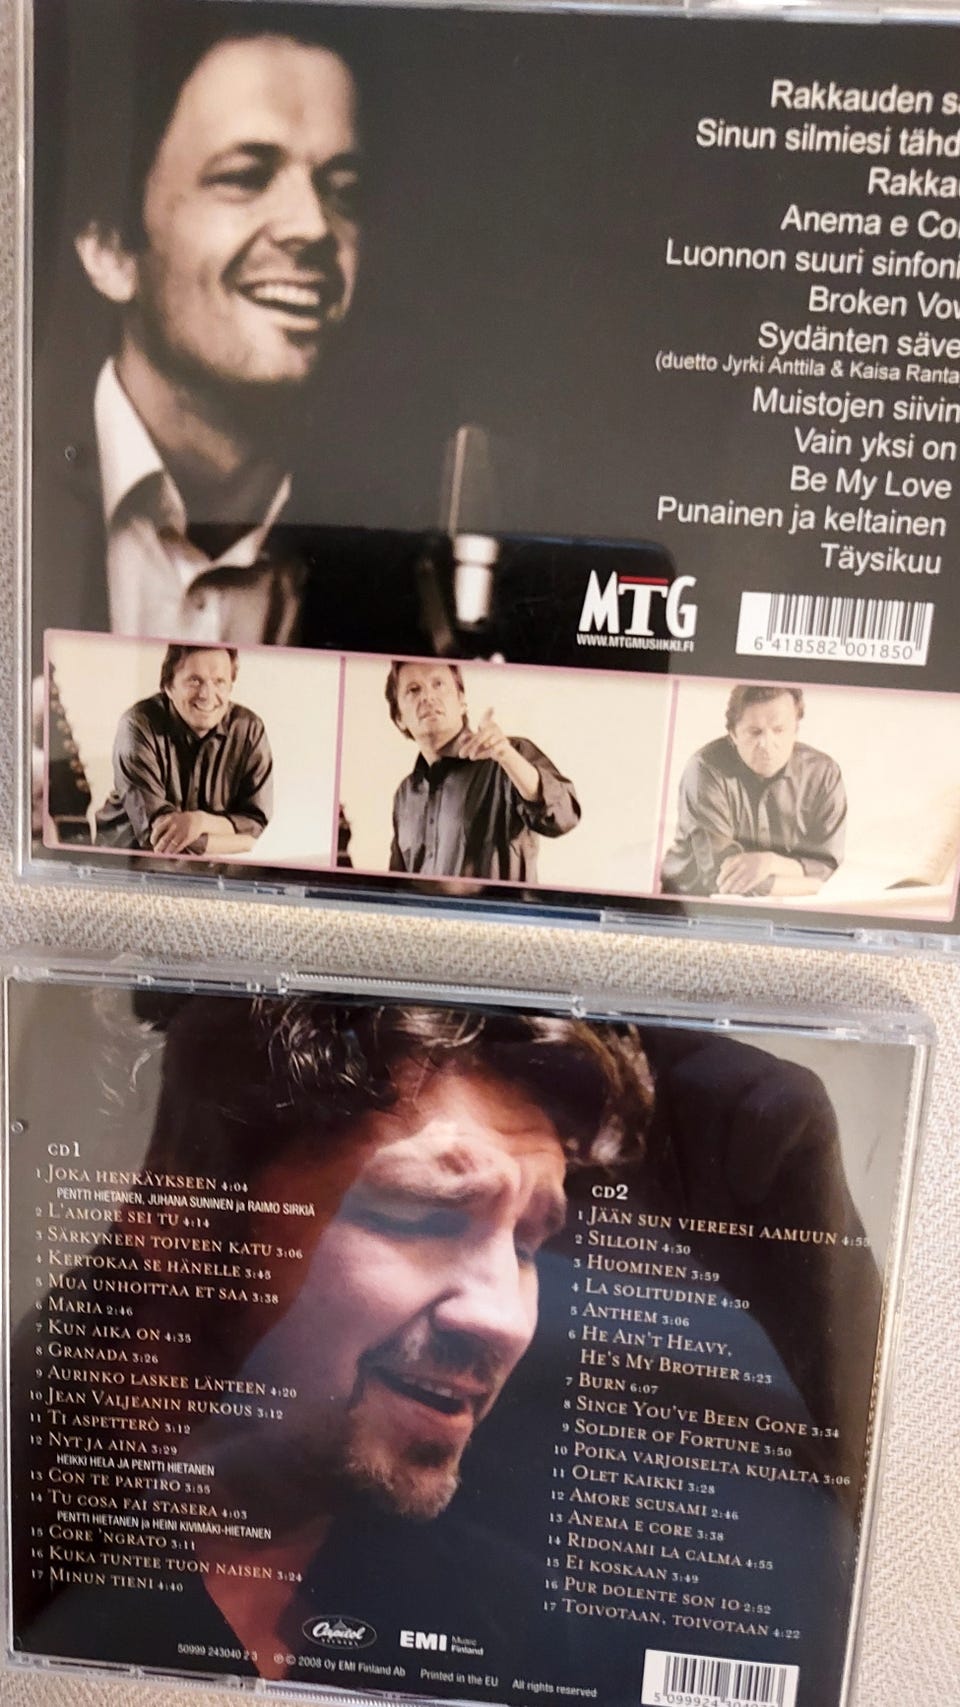 Rakkauden
Sinun silmiesi
Anema e
Luonnon suuri
Broken
Sydänten
(duetto Jyrki Anttila & Kaisa
Muistojen
Vain yksi on
Be My Love
Punainen ja keltainen
Täysikuu
MTG
WWW.MTGMUSIIKKI.FI
6 418582 001850
CD1
1 JOKA HENKÄYKSEEN 4:04
PENTTI HIETANEN, JUHANA SUNINEN ja RAIMO SIRKIÄ
2 L'AMORE SEI TU 4:14
3 SÄRKYNEEN TOIVEEN KATU 3:06
4 KERTOKAA SE HÄNELLE 3:45
5 MUA UNHOITTAA ET SAA 3:38
6 MARIA 2:46
7 KUN AIKA ON 4:35
8 GRANADA 3:26
9 AURINKO LASKEE LÄNTEEN 4:20
10 JEAN VALJEANIN RUKOUS 3:12
11 TI ASPETTERÒ 3:12
12 NYT JA AINA 3:29
HEIKKI HELA JA PENTTI HIETANEN
13 CON TE PARTIRO 3:55
14 TU COSA FAI STASERA 4:03
PENTTI HIETANEN ja HEINI KIVIMÄKI-HIETANEN
15 CORE 'NGRATO 3:11
16 KUKA TUNTEE TUON NAISEN 3:24
17 MINUN TIENI 4:40
CD2
1 JÄÄN SUN VIEREESI AAMUUN
2 SILLOIN 4:30
3 HUOMINEN 3:59
4 LA SOLITUDINE 4:30
5 ANTHEM 3:06
6 HE AIN'T HEAVY,
HE'S MY BROTHER 5:23
7 BURN 6:07
8 SINCE YOU'VE BEEN GONE 3:34
9 SOLDIER OF FORTUNE 3:50
10 POIKA VARJOISELTA KUJALTA 3:06
11 OLET KAIKKI 3:28
12 AMORE SCUSAMI 2:46
13 ANEMA E CORE 3:38
14 RIDONAMI LA CALMA 4:55
15 EI KOSKAAN 3:49
16 PUR DOLENTE SON IO 2:52
17 TOIVOTAAN, TOIVOTAAN 4:22
Capitol
RECORDS
EMI Music
Finland
50999 243040 2 3
℗ © 2008 Oy EMI Finland Ab Printed in the EU All rights reserved